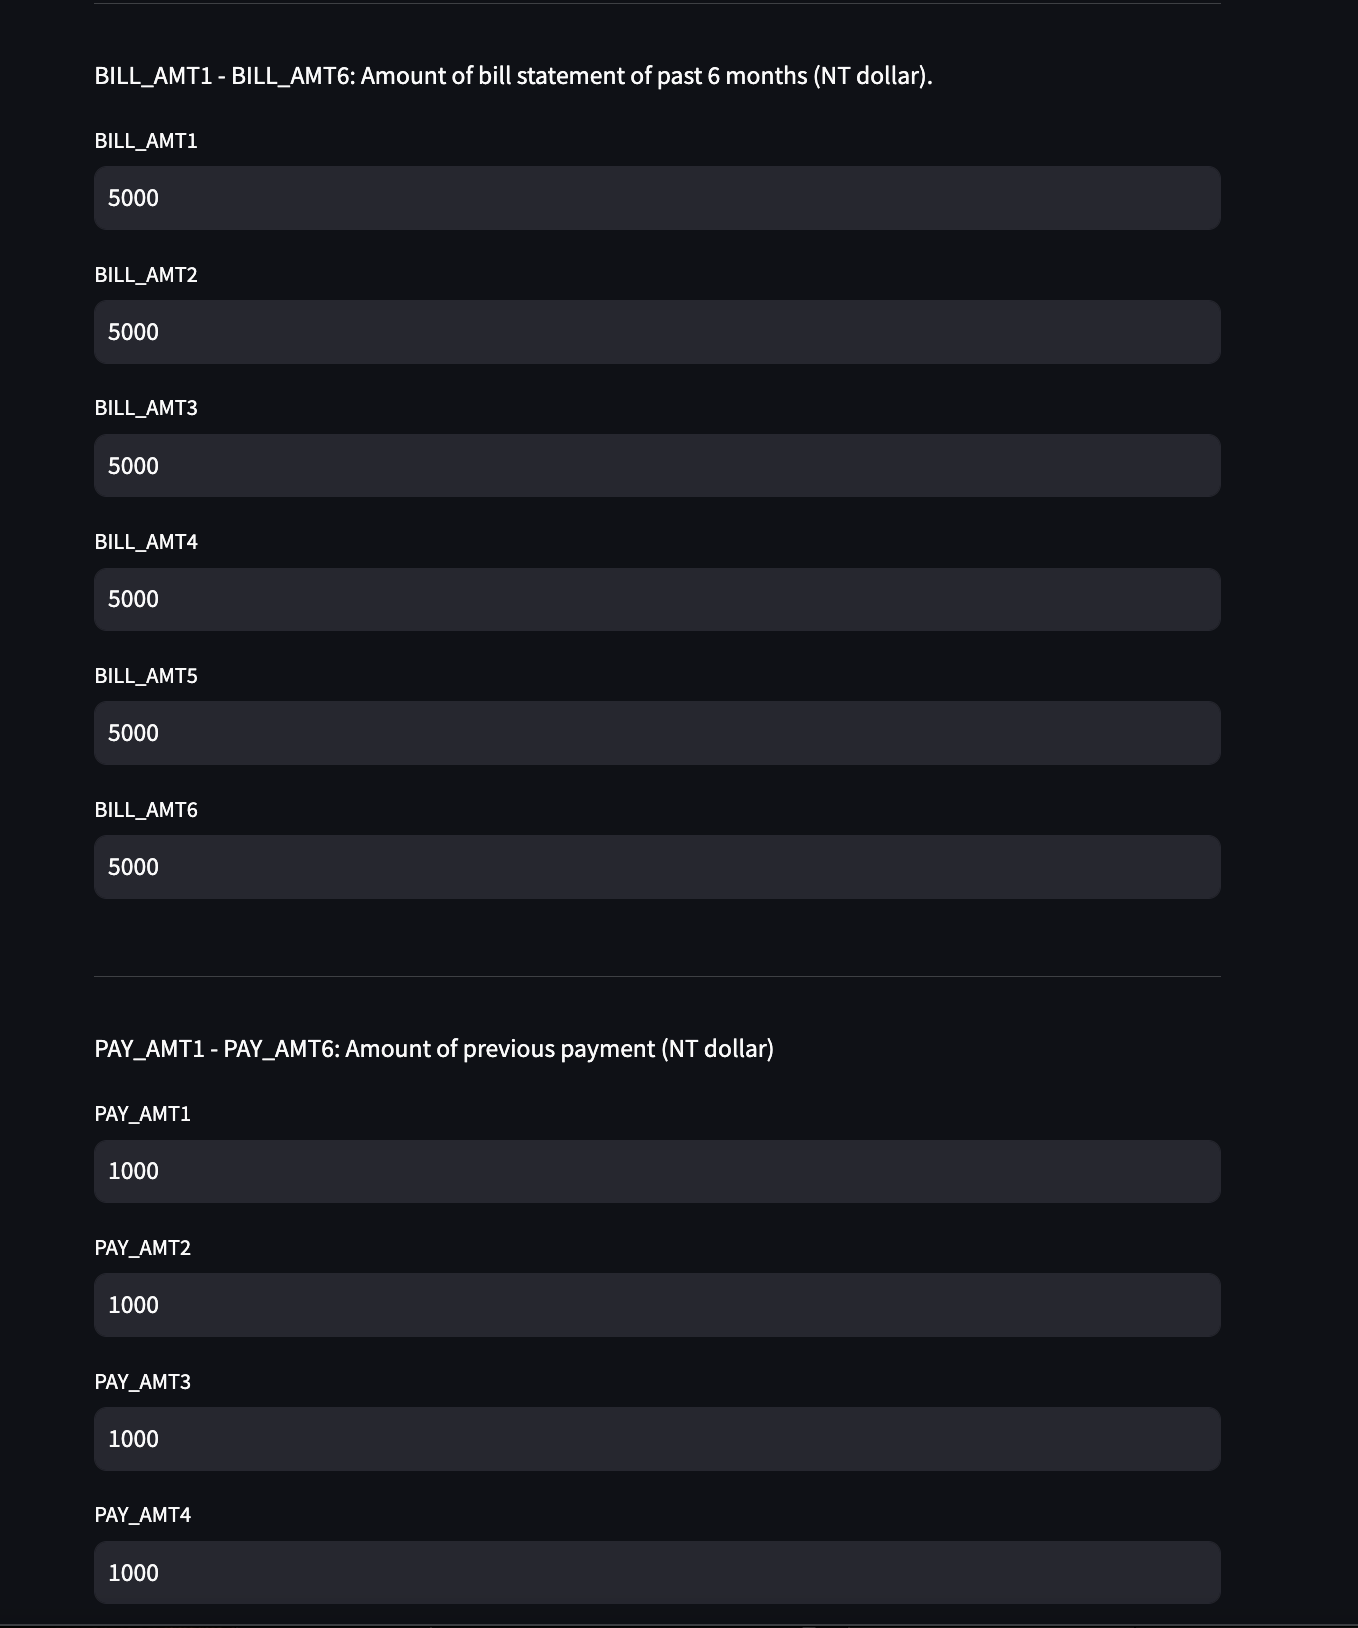 BILL_AMT1 - BILL_AMT6: Amount of bill statement of past 6 months (NT dollar).
BILL_AMT1
5000
BILL_AMT2
5000
BILL_AMT3
5000
BILL_AMT4
5000
BILL_AMT5
5000
BILL_AMT6
5000
PAY_AMT1 - PAY_AMT6: Amount of previous payment (NT dollar)
PAY_AMT1
1000
PAY_AMT2
1000
PAY_AMT3
1000
PAY_AMT4
1000